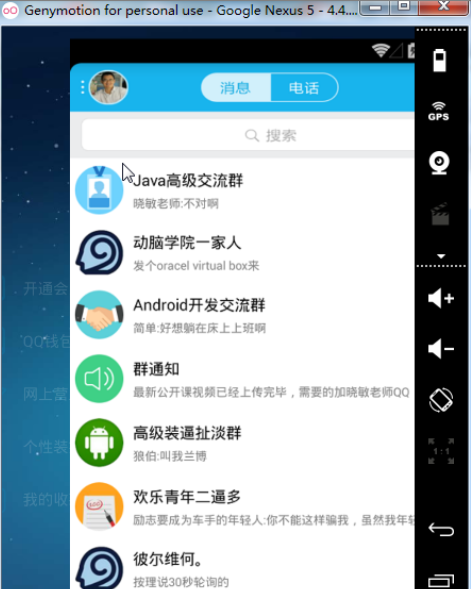 Genymotion for personal use - Google Nexus 5 - 4.4....
消息
电话
搜索
GPS
Java高级交流群
晓敏老师:不对啊
动脑学院一家人
发个oracel virtual box来
开通会
Android开发交流群
简单:好想躺在床上上班啊
QQ钱包
群通知
最新公开课视频已经上传完毕，需要的加晓敏老师QQ
网上营
高级装逼扯淡群
狼伯:叫我兰博
个性装
1:1
欢乐青年二逼多
励志要成为车手的年轻人:你不能这样骗我，虽然我年轻
我的收
彼尔维何。
按理说30秒轮询的